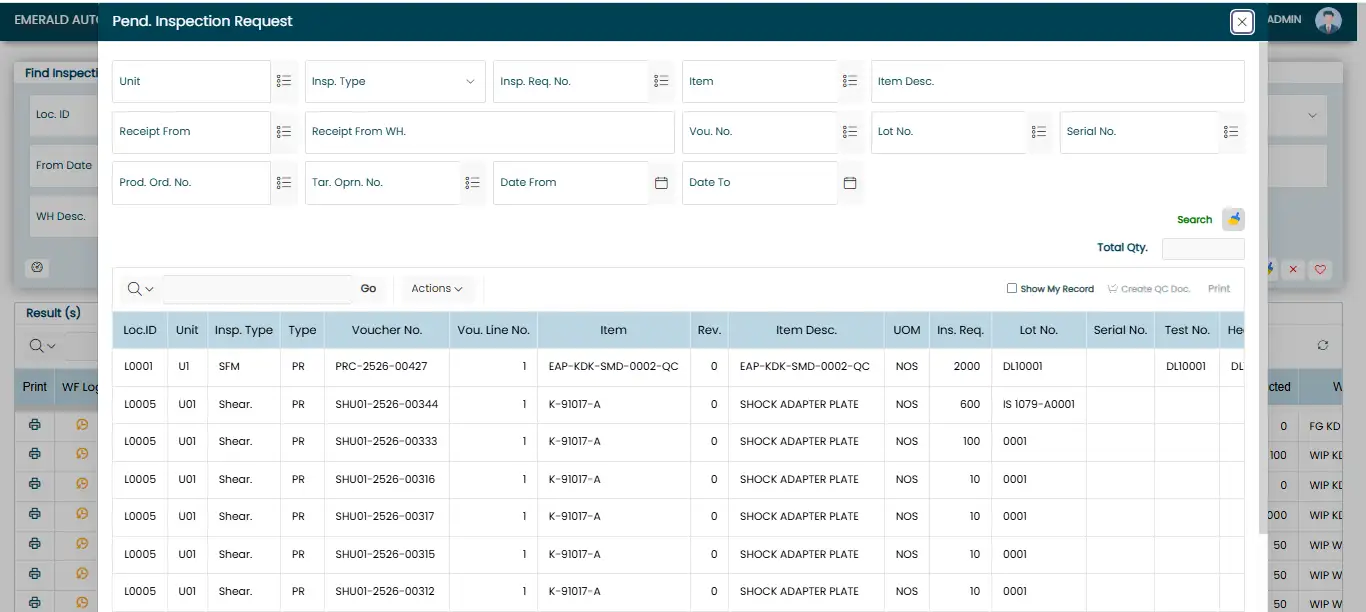 EMERALD AUTO Pend. Inspection Request ADMIN
Find Inspecti
Unit Insp. Type Insp. Req. No. Item Item Desc.
Loc. ID
Receipt From Receipt From WH. Vou. No. Lot No. Serial No.
From Date
Prod. Ord. No. Tar. Oprn. No. Date From Date To
WH Desc.
Search
Total Qty.
Go Actions Show My Record Create QC Doc. Print
Result (s)
Loc.ID Unit Insp. Type Type Voucher No. Vou. Line No. Item Rev. Item Desc. UOM Ins. Req. Lot No. Serial No. Test No. He
L0001 U1 SFM PR PRC-2526-00427 1 EAP-KDK-SMD-0002-QC 0 EAP-KDK-SMD-0002-QC NOS 2000 DL10001 DL10001 DL
Print WF Log cted W
L0005 U01 Shear. PR SHU01-2526-00344 1 K-91017-A 0 SHOCK ADAPTER PLATE NOS 600 IS 1079-A0001
0 FG KD
L0005 U01 Shear. PR SHU01-2526-00333 1 K-91017-A 0 SHOCK ADAPTER PLATE NOS 100 0001
100 WIP KD
L0005 U01 Shear. PR SHU01-2526-00316 1 K-91017-A 0 SHOCK ADAPTER PLATE NOS 10 0001
0 WIP KD
L0005 U01 Shear. PR SHU01-2526-00317 1 K-91017-A 0 SHOCK ADAPTER PLATE NOS 10 0001
000 WIP KD
L0005 U01 Shear. PR SHU01-2526-00315 1 K-91017-A 0 SHOCK ADAPTER PLATE NOS 10 0001
50 WIP W
50 WIP W
L0005 U01 Shear. PR SHU01-2526-00312 1 K-91017-A 0 SHOCK ADAPTER PLATE NOS 10 0001
50 WIP W